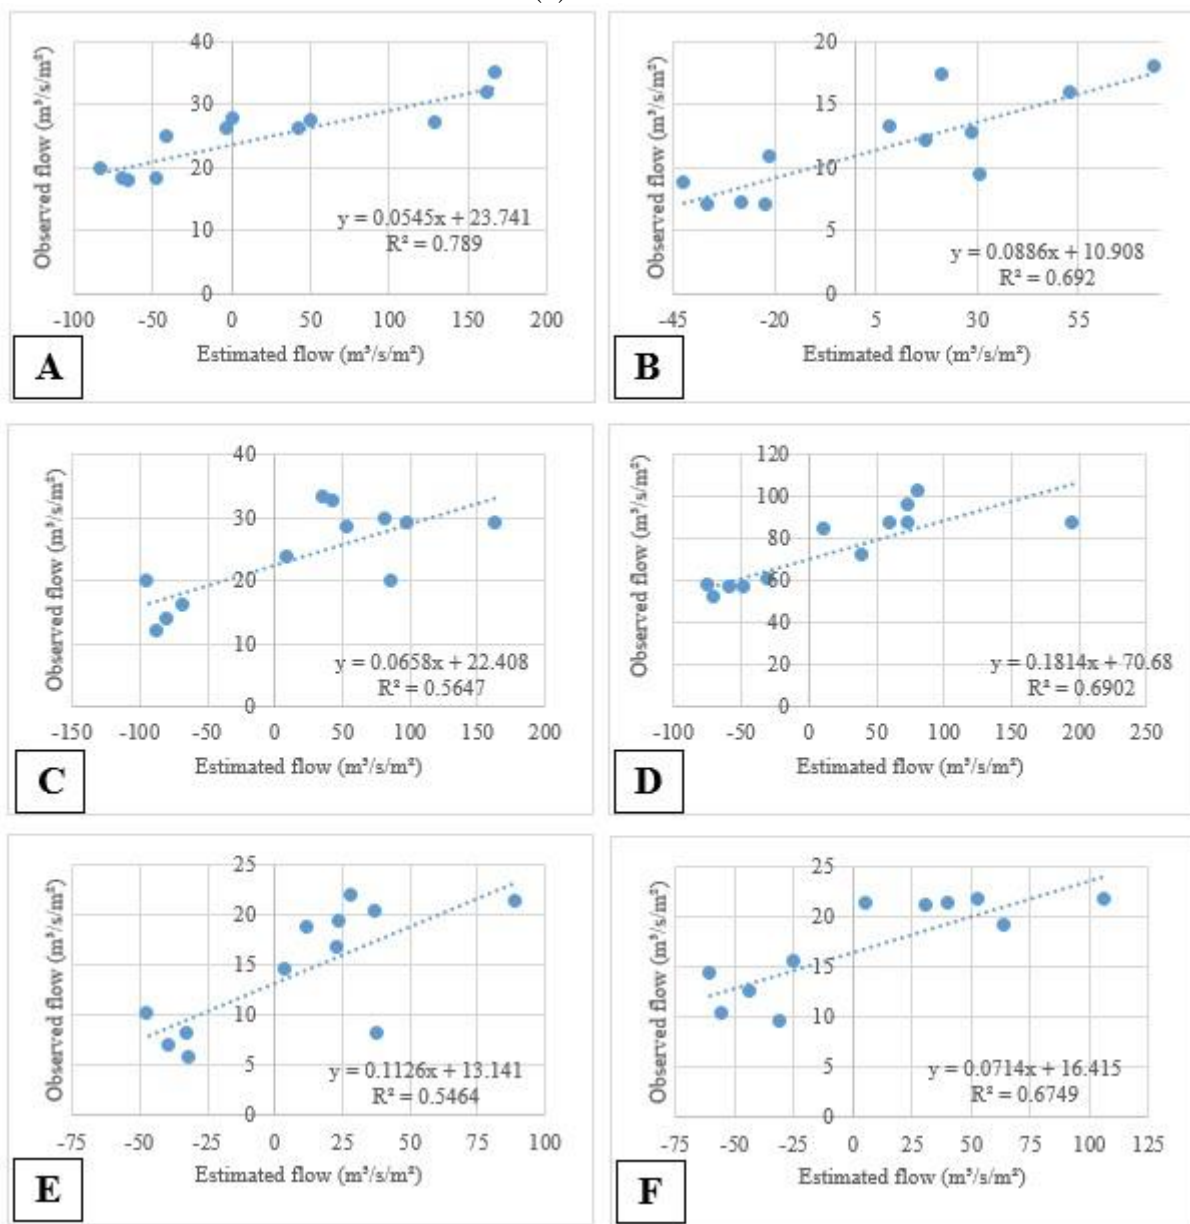 40
30
20
10
0
-100 -50 0 50 100 150 200
Observed flow (m³/s/m²)
Estimated flow (m³/s/m²)
y = 0.0545x + 23.741
R² = 0.789
A
20
15
10
5
0
-45 -20 5 30 55
Observed flow (m³/s/m²)
Estimated flow (m³/s/m²)
y = 0.0886x + 10.908
R² = 0.692
B
40
30
20
10
0
-150 -100 -50 0 50 100 150 200
Observed flow (m³/s/m²)
Estimated flow (m³/s/m²)
y = 0.0658x + 22.408
R² = 0.5647
C
120
100
80
60
40
20
0
-100 -50 0 50 100 150 200 250
Observed flow (m³/s/m²)
Estimated flow (m³/s/m²)
y = 0.1814x + 70.68
R² = 0.6902
D
25
20
15
10
5
0
-75 -50 -25 0 25 50 75 100
Observed flow (m³/s/m²)
Estimated flow (m³/s/m²)
y = 0.1126x + 13.141
R² = 0.5464
E
25
20
15
10
5
0
-75 -50 -25 0 25 50 75 100 125
Observed flow (m³/s/m²)
Estimated flow (m³/s/m²)
y = 0.0714x + 16.415
R² = 0.6749
F